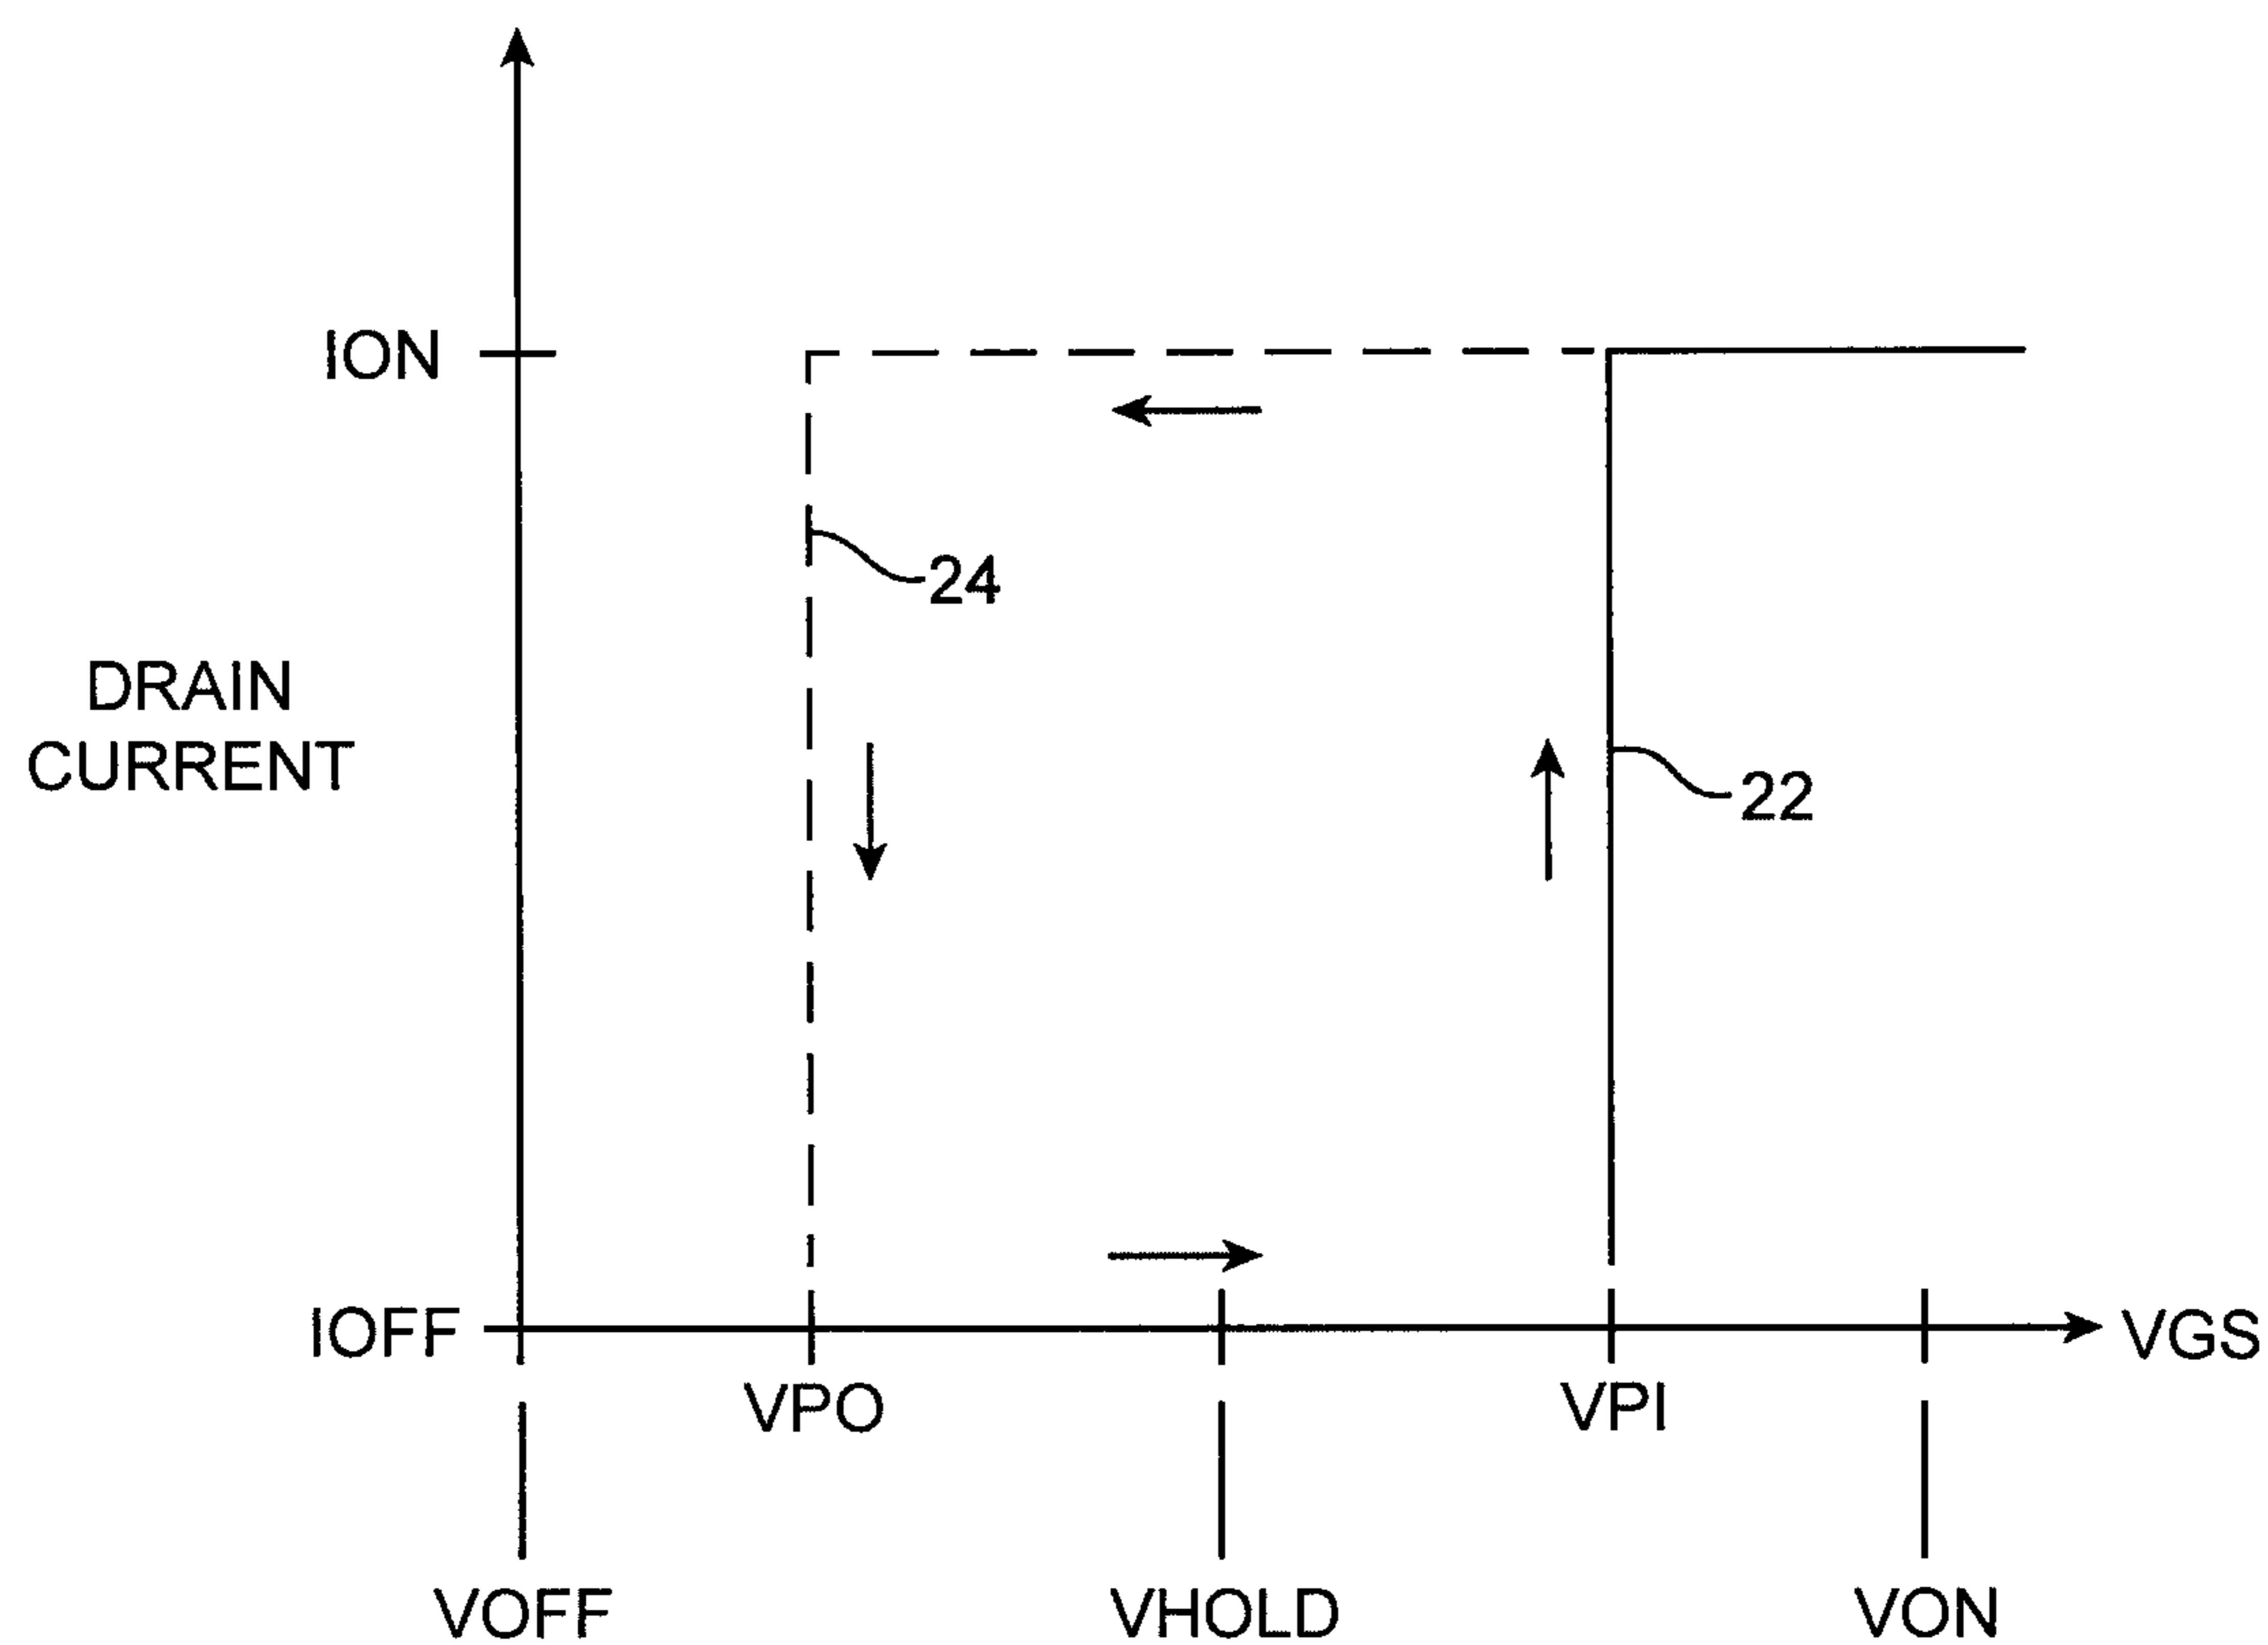 ION
24
DRAIN
CURRENT
22
IOFF
VGS
VPO
VPI
VOFF
VHOLD
VON